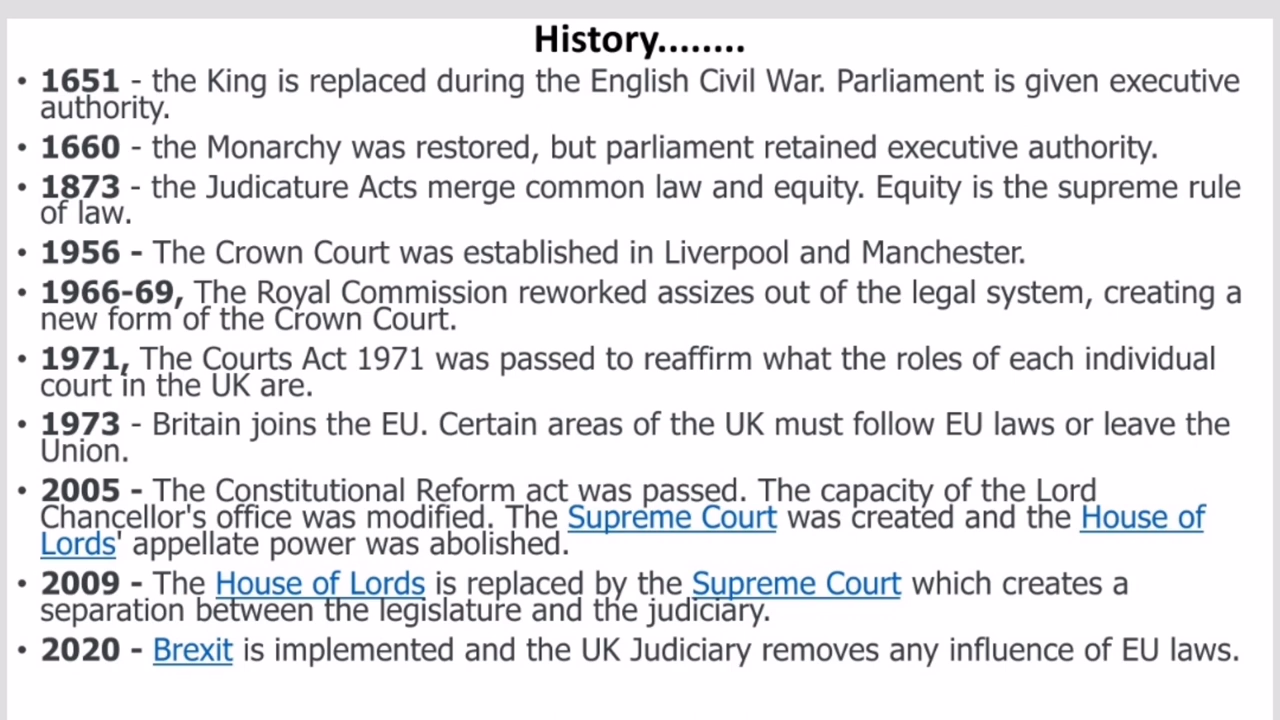 History........
• 1651 - the King is replaced during the English Civil War. Parliament is given executive
authority.
• 1660 - the Monarchy was restored, but parliament retained executive authority.
• 1873 - the Judicature Acts merge common law and equity. Equity is the supreme rule
of law.
• 1956 - The Crown Court was established in Liverpool and Manchester.
• 1966-69, The Royal Commission reworked assizes out of the legal system, creating a
new form of the Crown Court.
• 1971, The Courts Act 1971 was passed to reaffirm what the roles of each individual
court in the UK are.
• 1973 - Britain joins the EU. Certain areas of the UK must follow EU laws or leave the
Union.
• 2005 - The Constitutional Reform act was passed. The capacity of the Lord
Chancellor's office was modified. The Supreme Court was created and the House of
Lords' appellate power was abolished.
• 2009 - The House of Lords is replaced by the Supreme Court which creates a
separation between the legislature and the judiciary.
• 2020 - Brexit is implemented and the UK Judiciary removes any influence of EU laws.